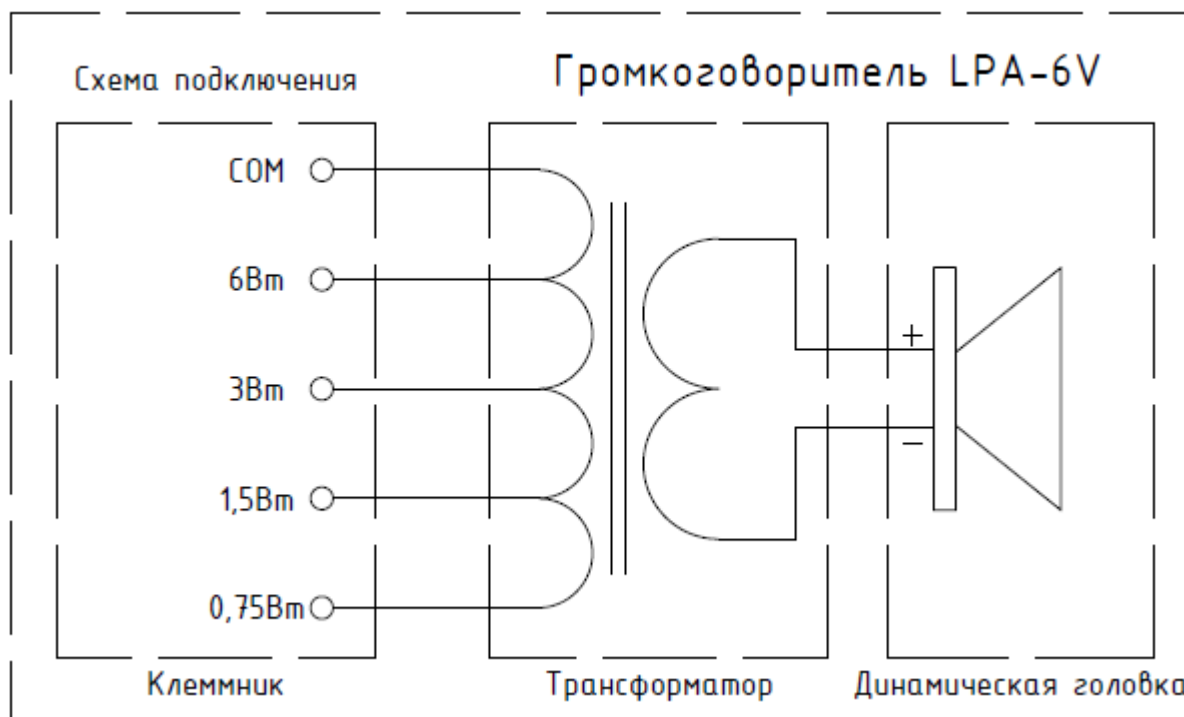 Схема подключения
Громкоговоритель LPA-6V
COM
6Вт
3Вт
1,5Вт
0,75Вт
+
−
Клеммник
Трансформатор
Динамическая головка